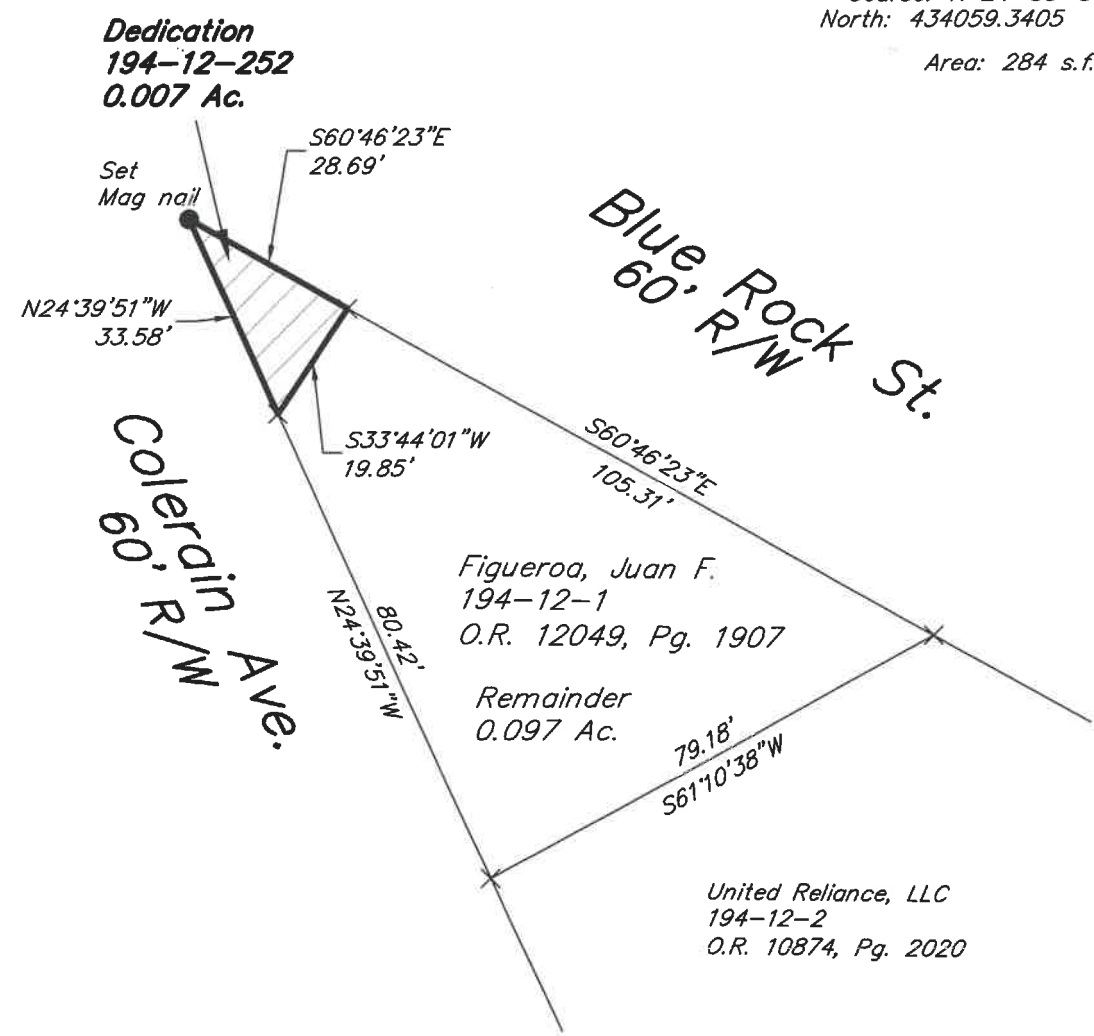 North: 434059.3405
Area: 284 s.f.
Dedication
194-12-252
0.007 Ac.
S60°46'23"E
28.69'
Set
Mag nail
Blue Rock St.
60' R/W
N24°39'51"W
33.58'
S33°44'01"W
19.85'
S60°46'23"E
105.31'
Colerain Ave.
60' R/W
Figueroa, Juan F.
194-12-1
O.R. 12049, Pg. 1907
80.42'
N24°39'51"W
Remainder
0.097 Ac.
79.18'
S61°10'38"W
United Reliance, LLC
194-12-2
O.R. 10874, Pg. 2020